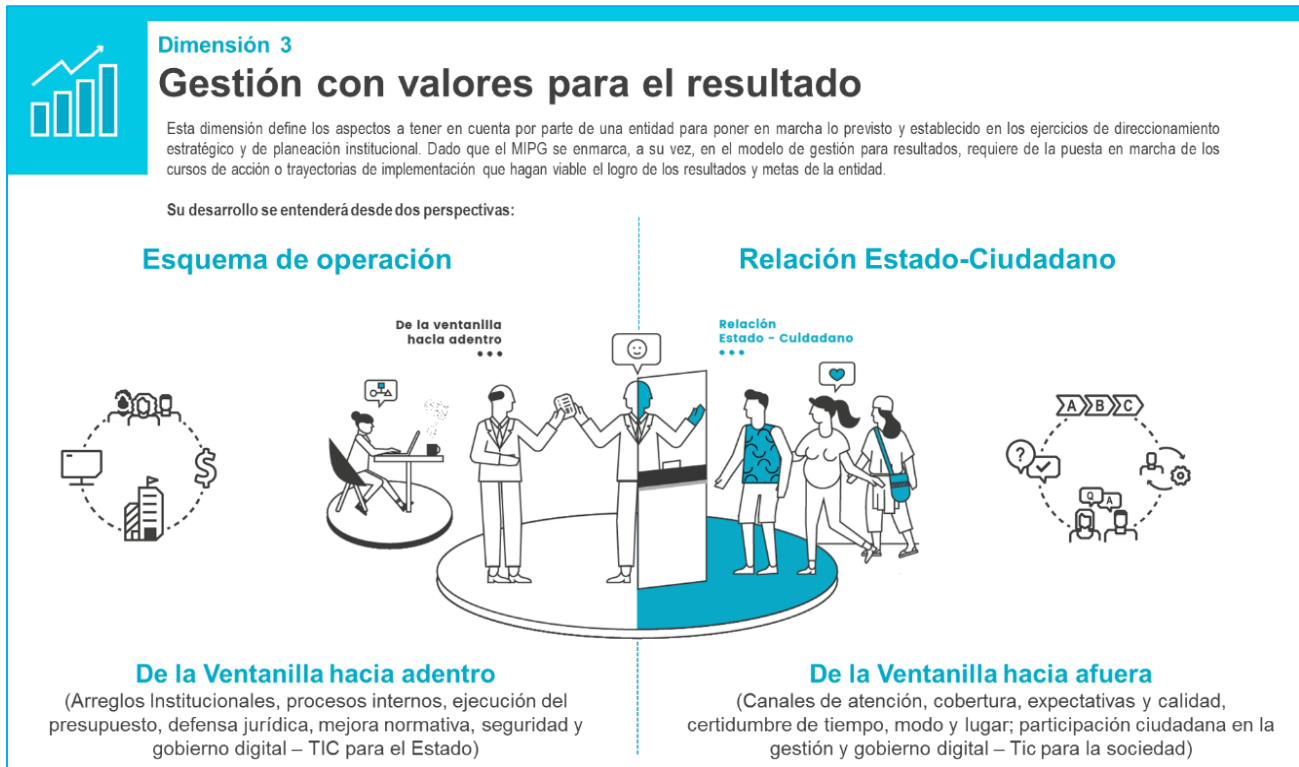 Dimensión 3
Gestión con valores para el resultado
Esta dimensión define los aspectos a tener en cuenta por parte de una entidad para poner en marcha lo previsto y establecido en los ejercicios de direccionamiento
estratégico y de planeación institucional. Dado que el MIPG se enmarca, a su vez, en el modelo de gestión para resultados, requiere de la puesta en marcha de los
cursos de acción o trayectorias de implementación que hagan viable el logro de los resultados y metas de la entidad.
Su desarrollo se entenderá desde dos perspectivas:
Esquema de operación
De la ventanilla
hacia adentro
$
De la Ventanilla hacia adentro
(Arreglos Institucionales, procesos internos, ejecución del
presupuesto, defensa jurídica, mejora normativa, seguridad y
gobierno digital – TIC para el Estado)
Relación Estado-Ciudadano
Relación
Estado - Cuidadano
A B C
?
Q
A
De la Ventanilla hacia afuera
(Canales de atención, cobertura, expectativas y calidad,
certidumbre de tiempo, modo y lugar; participación ciudadana en la
gestión y gobierno digital – Tic para la sociedad)